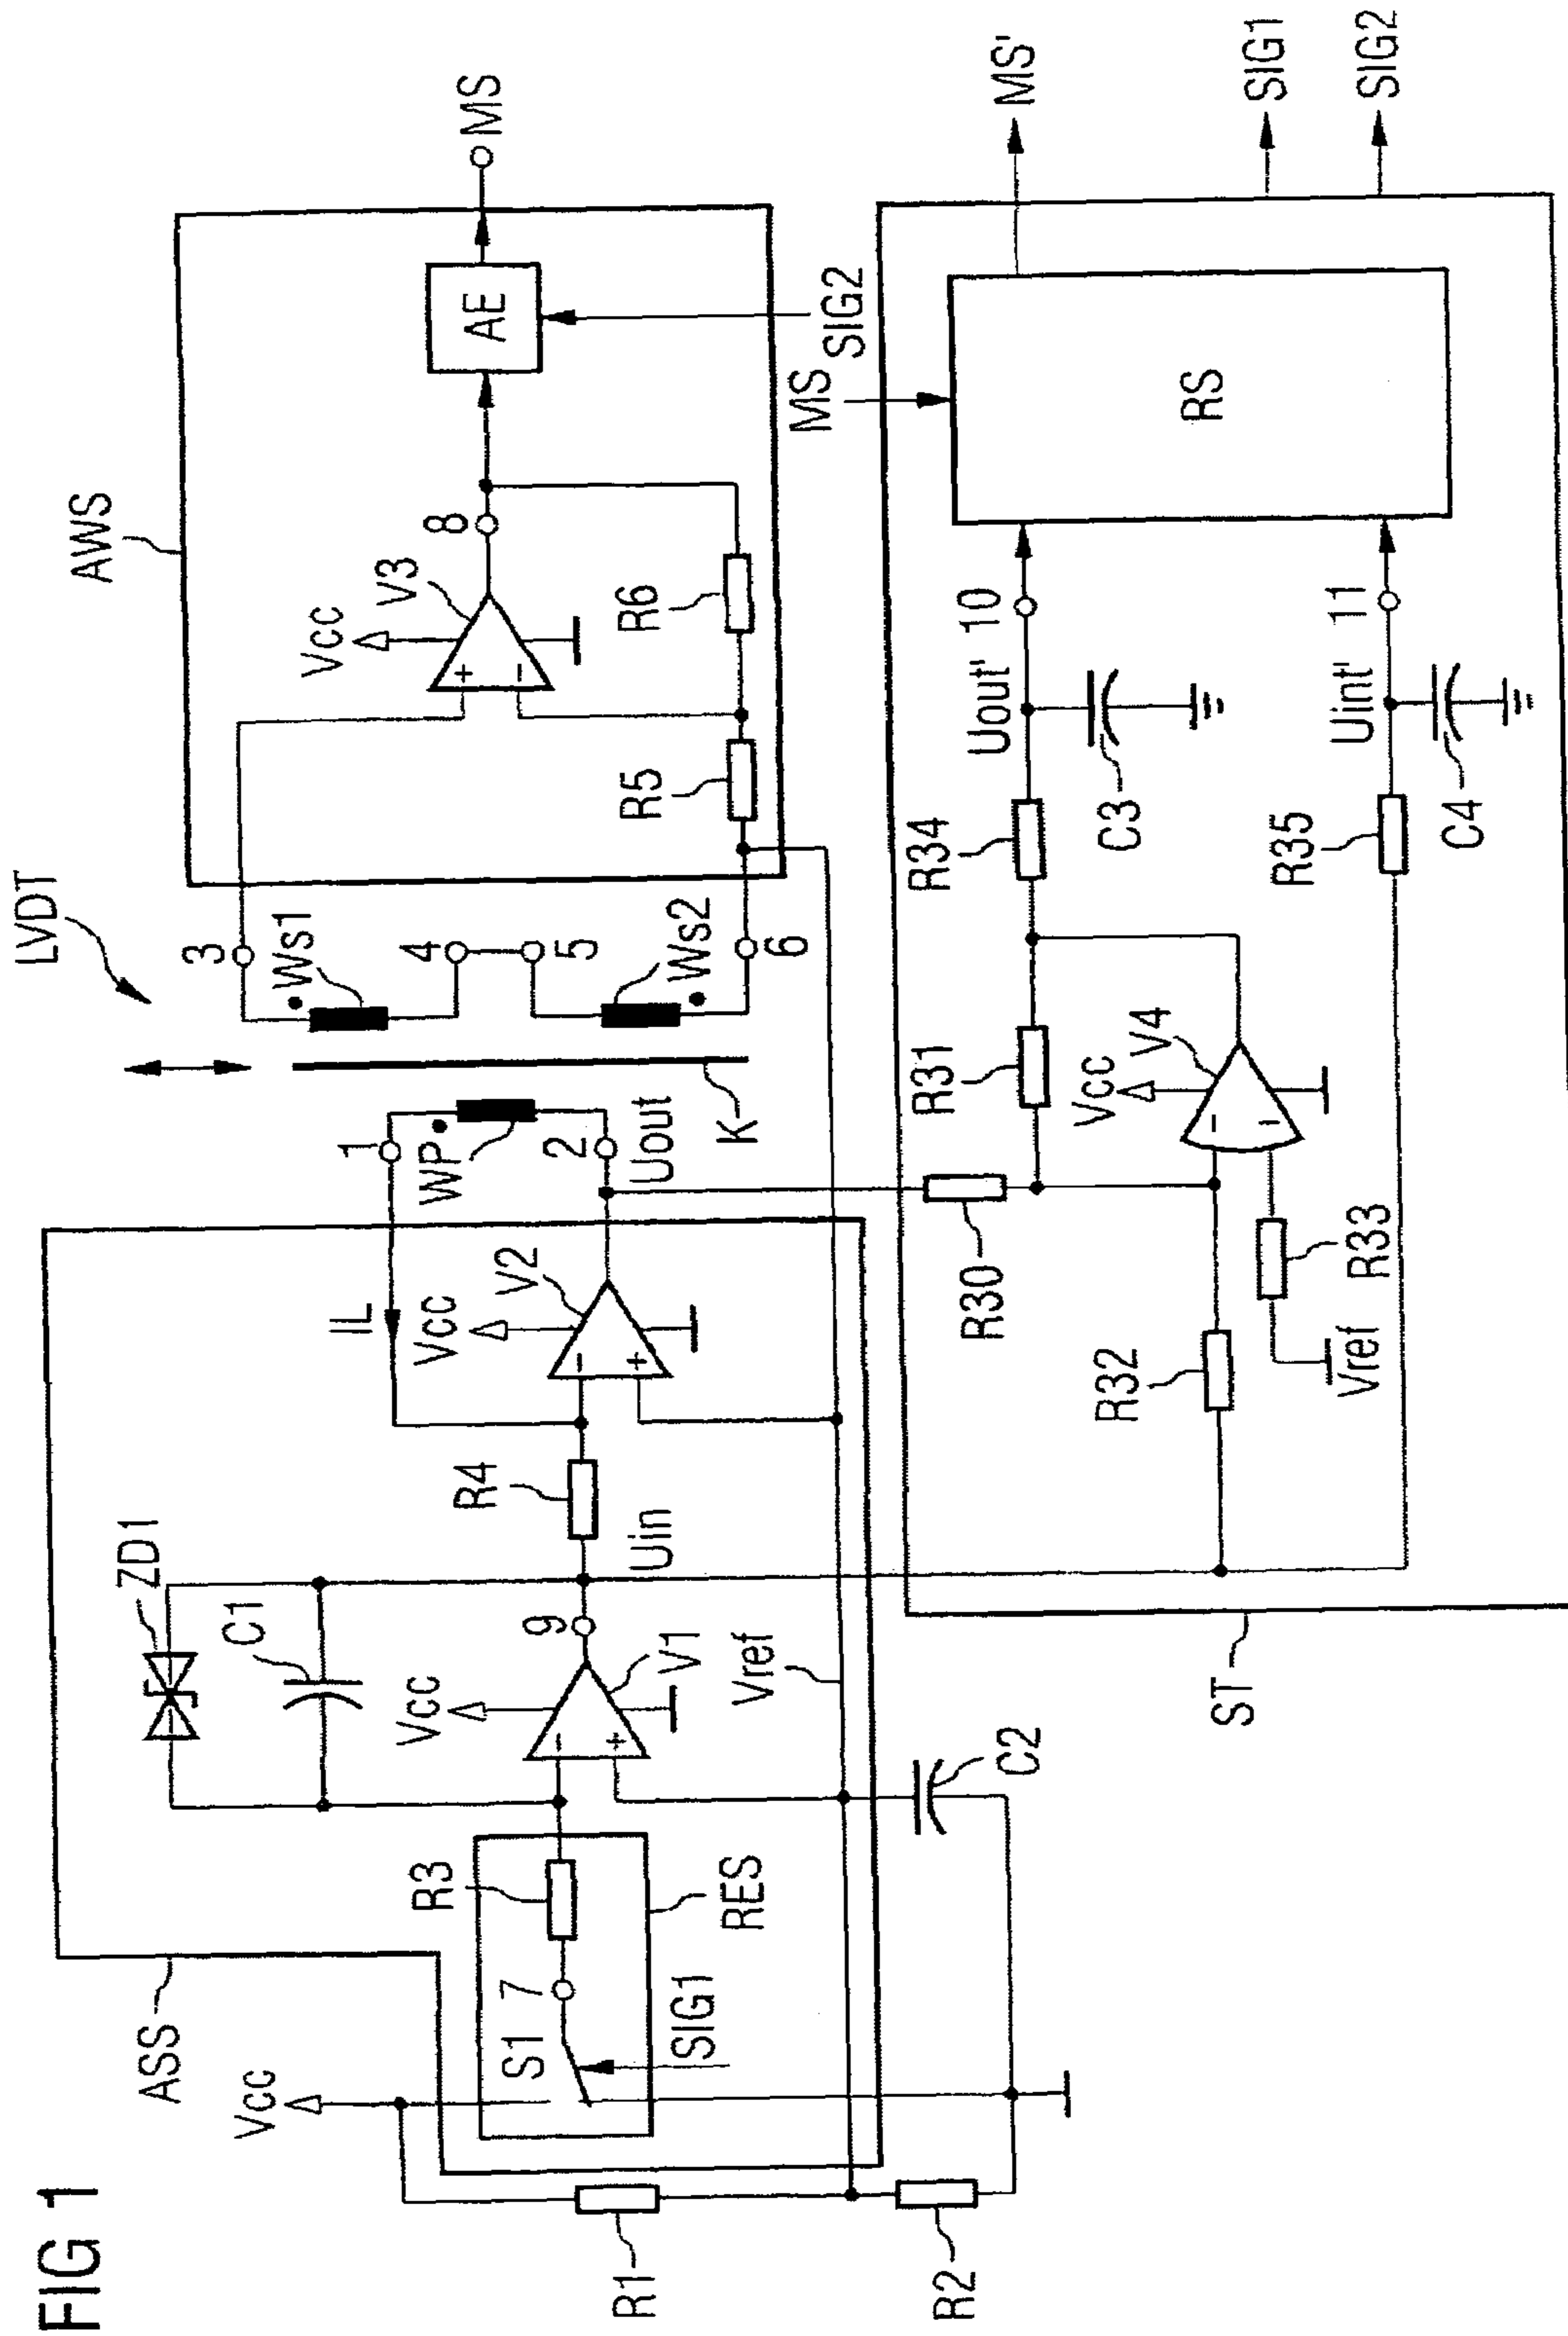 FIG 1
LVDT
ASS
ZD1
C1
Vcc
S1
7
R3
RES
SIG1
R1
R2
C2
Vcc
V1
9
Uin
R4
Vref
IL
Vcc
V2
1
WP
2
Uout
K
3
Ws1
4
5
Ws2
6
AWS
R5
R6
Vcc
V3
8
AE
MS
SIG2
ST
R30
R31
R32
R33
Vref
Vcc
V4
R34
R35
Uout'
10
C3
Uint'
11
C4
MS
RS
MS'
SIG1
SIG2
+
−
+
−
+
−
−
−